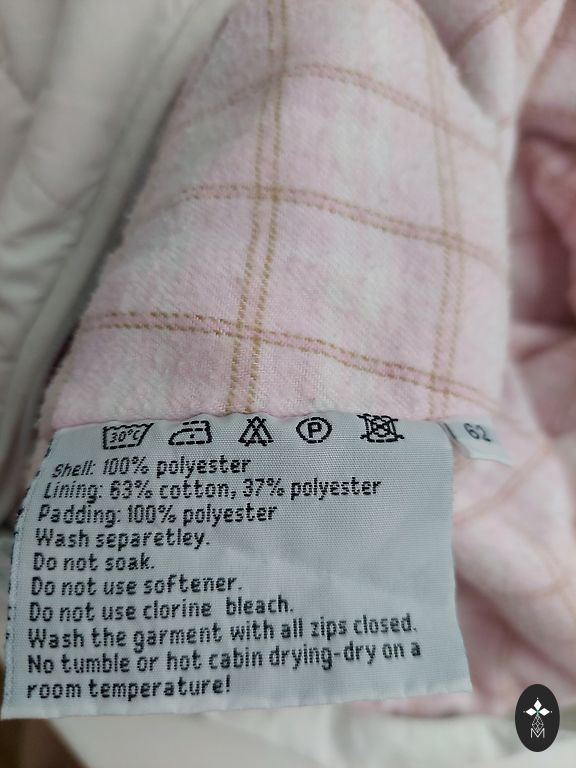 30°C P 62
Shell: 100% polyester
Lining: 63% cotton, 37% polyester
Padding: 100% polyester
Wash separetley.
Do not soak.
Do not use softener.
Do not use clorine bleach.
Wash the garment with all zips closed.
No tumble or hot cabin drying-dry on a
room temperature!
M